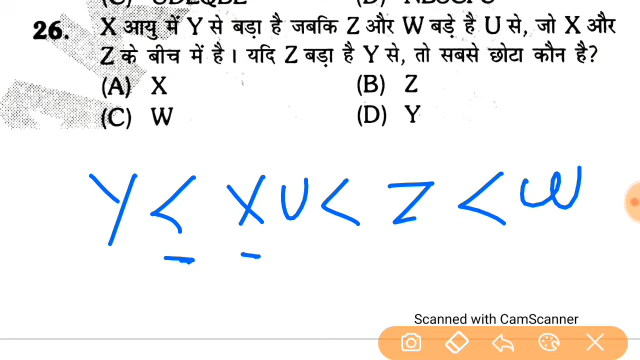 26. X आयु में Y से बड़ा है जबकि Z और W बड़े है U से, जो X और
Z के बीच में है। यदि Z बड़ा है Y से, तो सबसे छोटा कौन है?
(A) X (B) Z
(C) W (D) Y
Y < X U < Z < W
Scanned with CamScanner